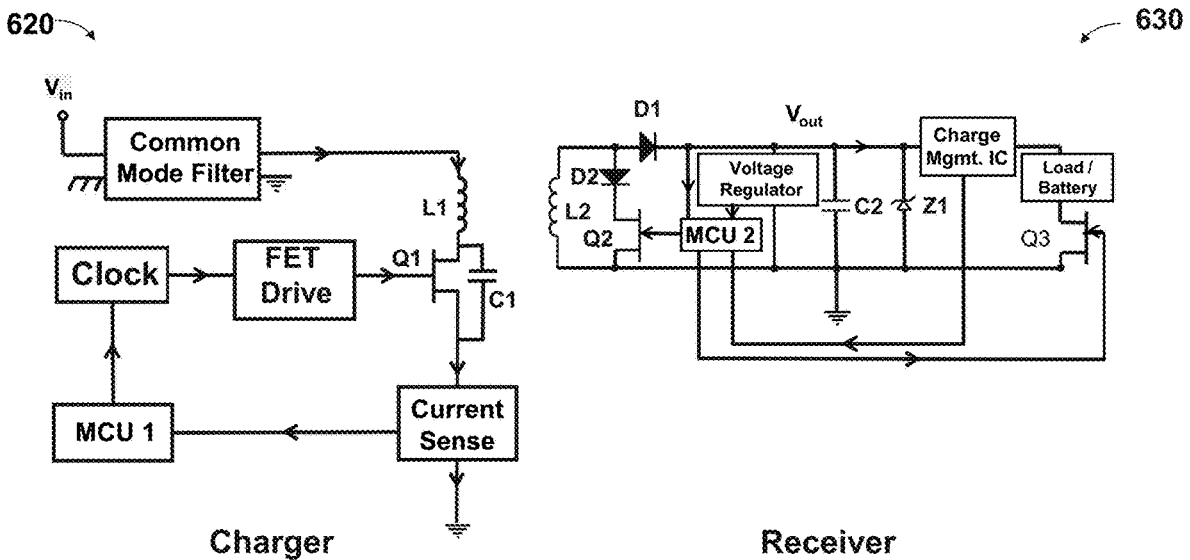 620
630
Vin
Common
Mode Filter
L1
Clock
FET
Drive
Q1
C1
MCU 1
Current
Sense
Charger
D1
Vout
Charge
Mgmt. IC
D2
Voltage
Regulator
Load /
Battery
L2
C2
Z1
Q2
MCU 2
Q3
Receiver